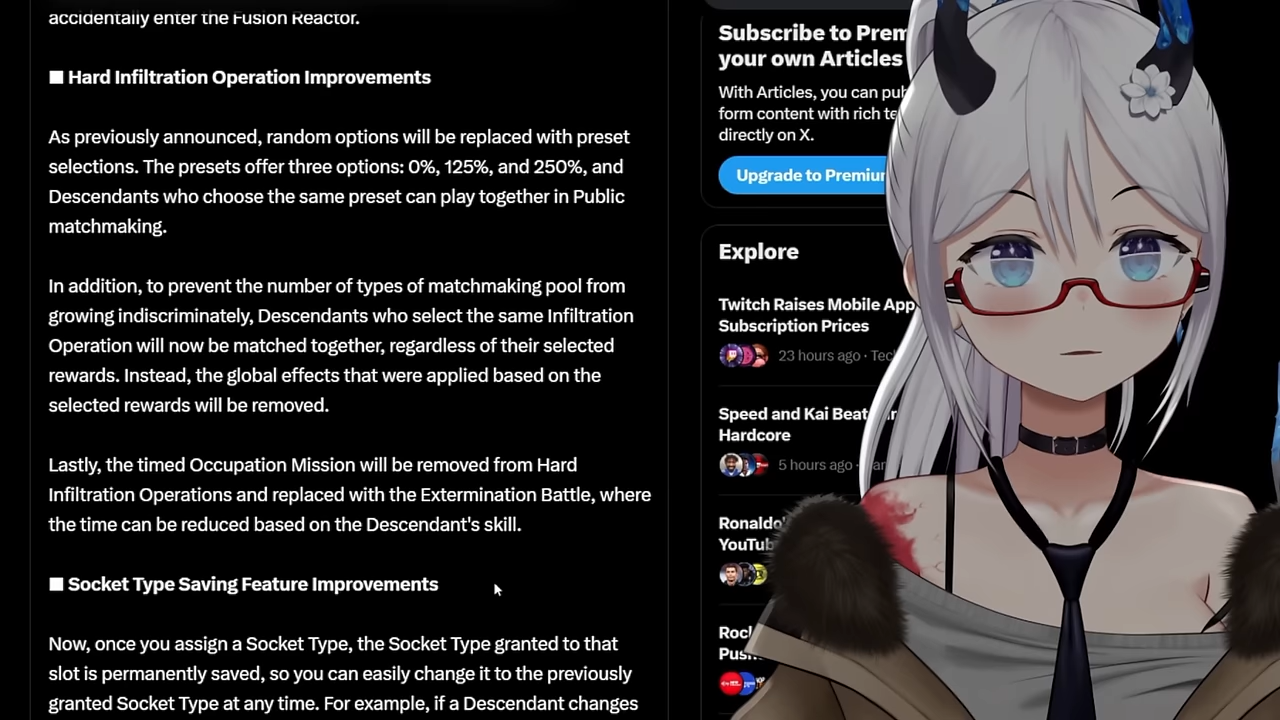 accidentally enter the Fusion Reactor.
■ Hard Infiltration Operation Improvements
As previously announced, random options will be replaced with preset
selections. The presets offer three options: 0%, 125%, and 250%, and
Descendants who choose the same preset can play together in Public
matchmaking.
In addition, to prevent the number of types of matchmaking pool from
growing indiscriminately, Descendants who select the same Infiltration
Operation will now be matched together, regardless of their selected
rewards. Instead, the global effects that were applied based on the
selected rewards will be removed.
Lastly, the timed Occupation Mission will be removed from Hard
Infiltration Operations and replaced with the Extermination Battle, where
the time can be reduced based on the Descendant's skill.
■ Socket Type Saving Feature Improvements
Now, once you assign a Socket Type, the Socket Type granted to that
slot is permanently saved, so you can easily change it to the previously
granted Socket Type at any time. For example, if a Descendant changes
Subscribe to Prem
your own Articles
With Articles, you can pub
form content with rich te
directly on X.
Upgrade to Premium
Explore
Twitch Raises Mobile App
Subscription Prices
23 hours ago · Tec
Speed and Kai Beat
Hardcore
5 hours ago ·
Ronaldo'
YouTub
Roc
Pus